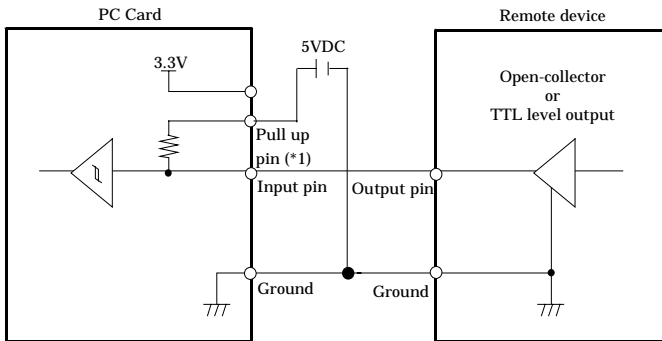 PC Card
Remote device
5VDC
3.3V
Open-collector
or
TTL level output
Pull up
pin (*1)
Input pin
Output pin
Ground
Ground